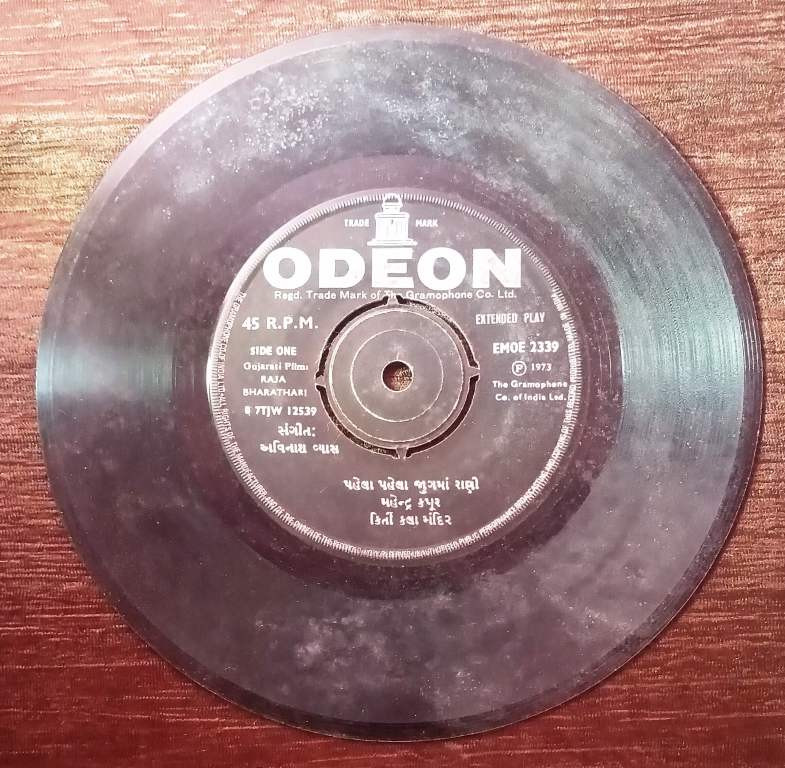 TRADE MARK
ODEON
Regd. Trade Mark of The Gramophone Co. Ltd.
45 R.P.M.
EXTENDED PLAY
SIDE ONE
EMOE 2339
Gujarati Film:
RAJA
BHARATHARI
Ⓟ 1973
The Gramophone
Co. of India Ltd.
7TJW 12539
સંગીત:
અવિનાશ વ્યાસ
પહેલા પહેલા જુગમાં રાણી
મહેન્દ્ર કપૂર
કિર્તી કલા મંદિર